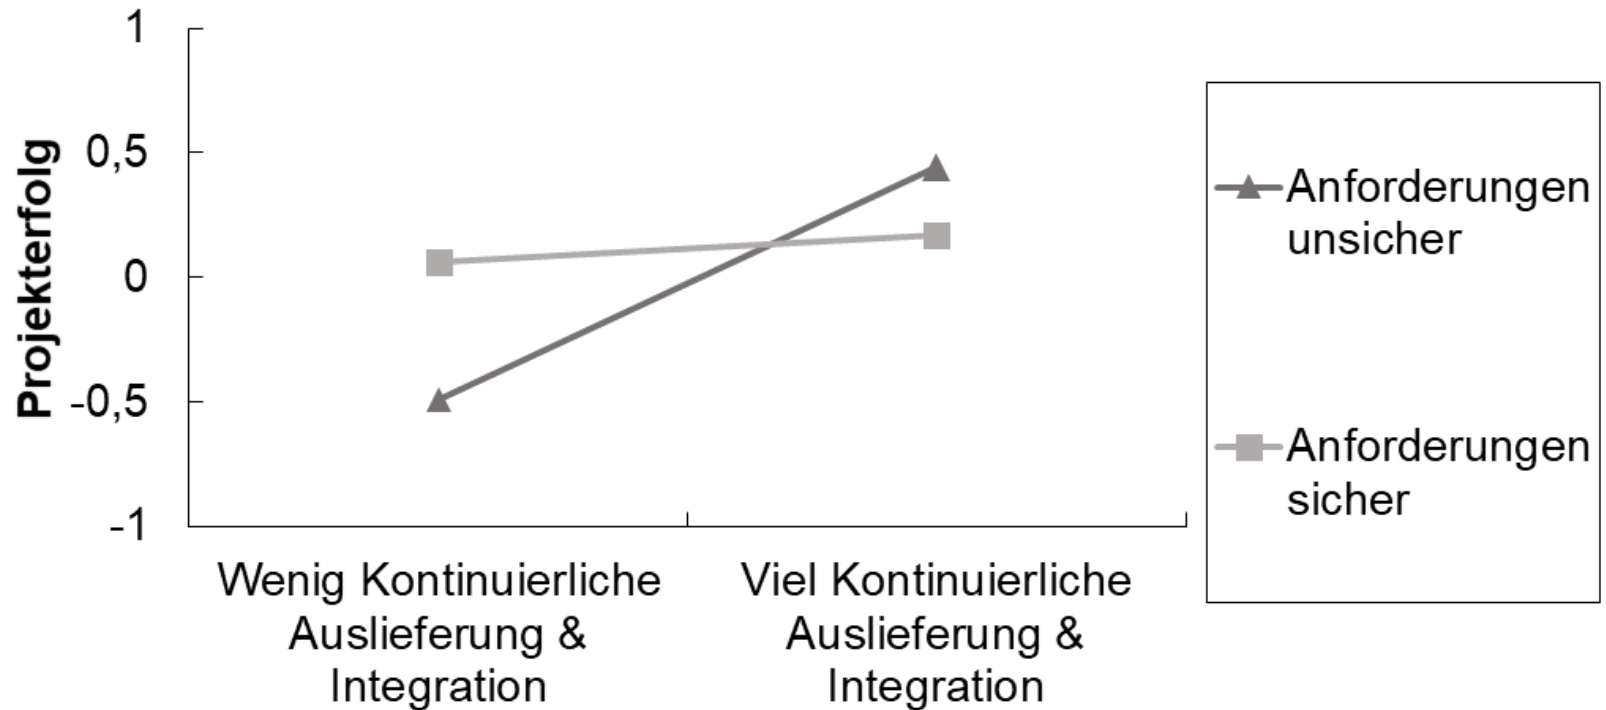 Projekterfolg
1
0,5
0
-0,5
-1
Wenig Kontinuierliche
Auslieferung &
Integration
Viel Kontinuierliche
Auslieferung &
Integration
Anforderungen
unsicher
Anforderungen
sicher